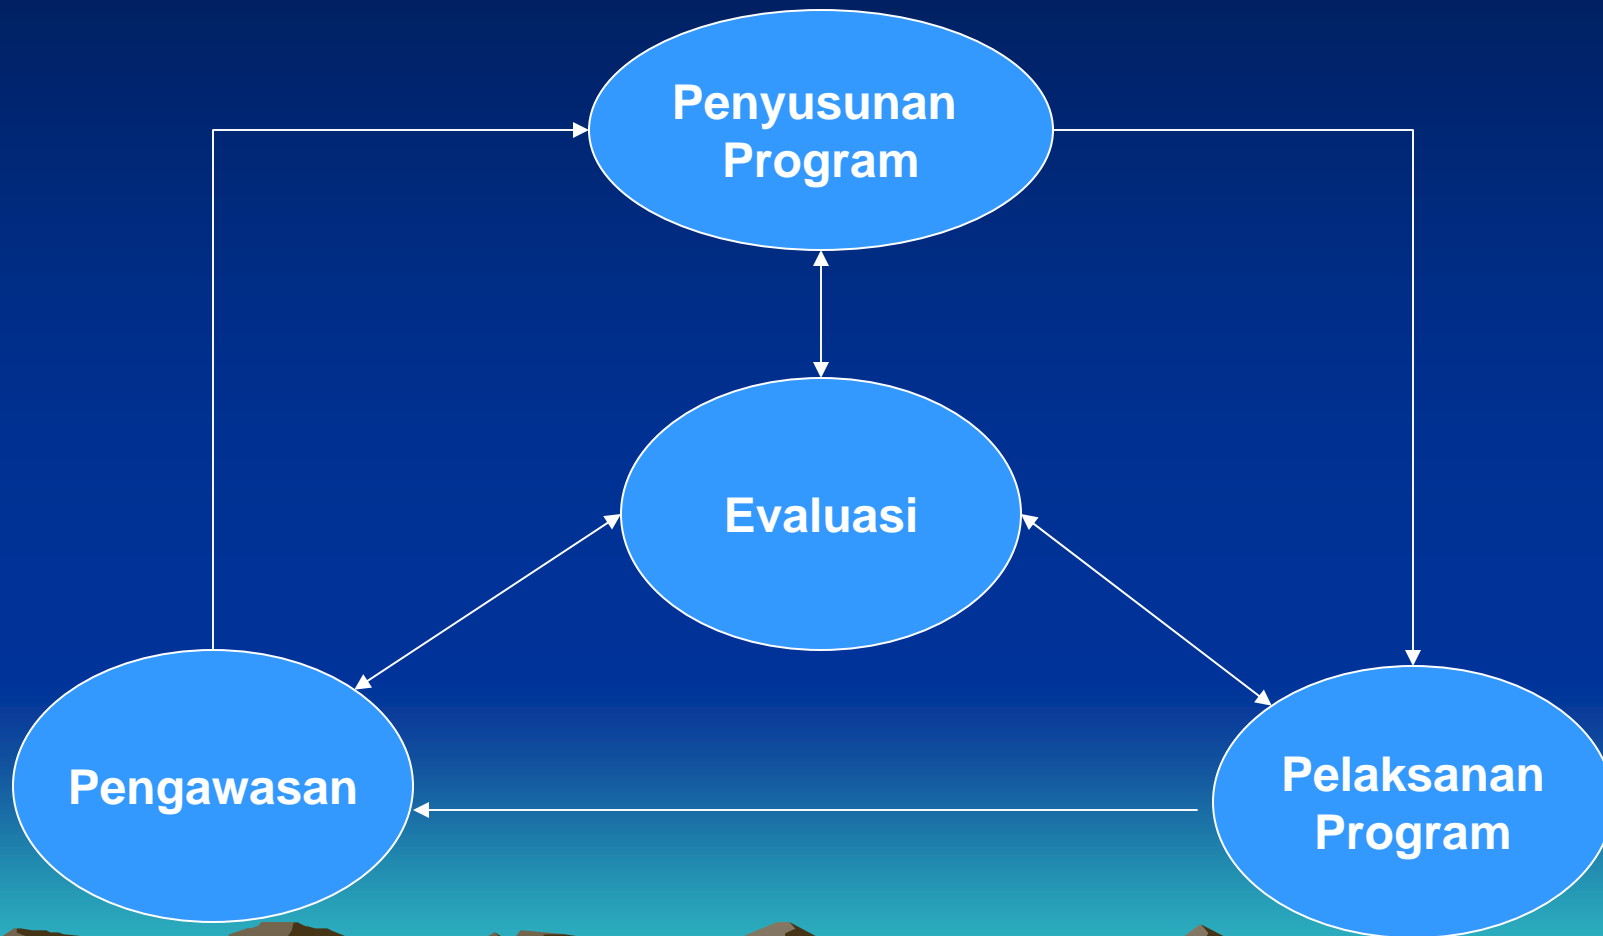 Penyusunan
Program
Evaluasi
Pengawasan
Pelaksanan
Program